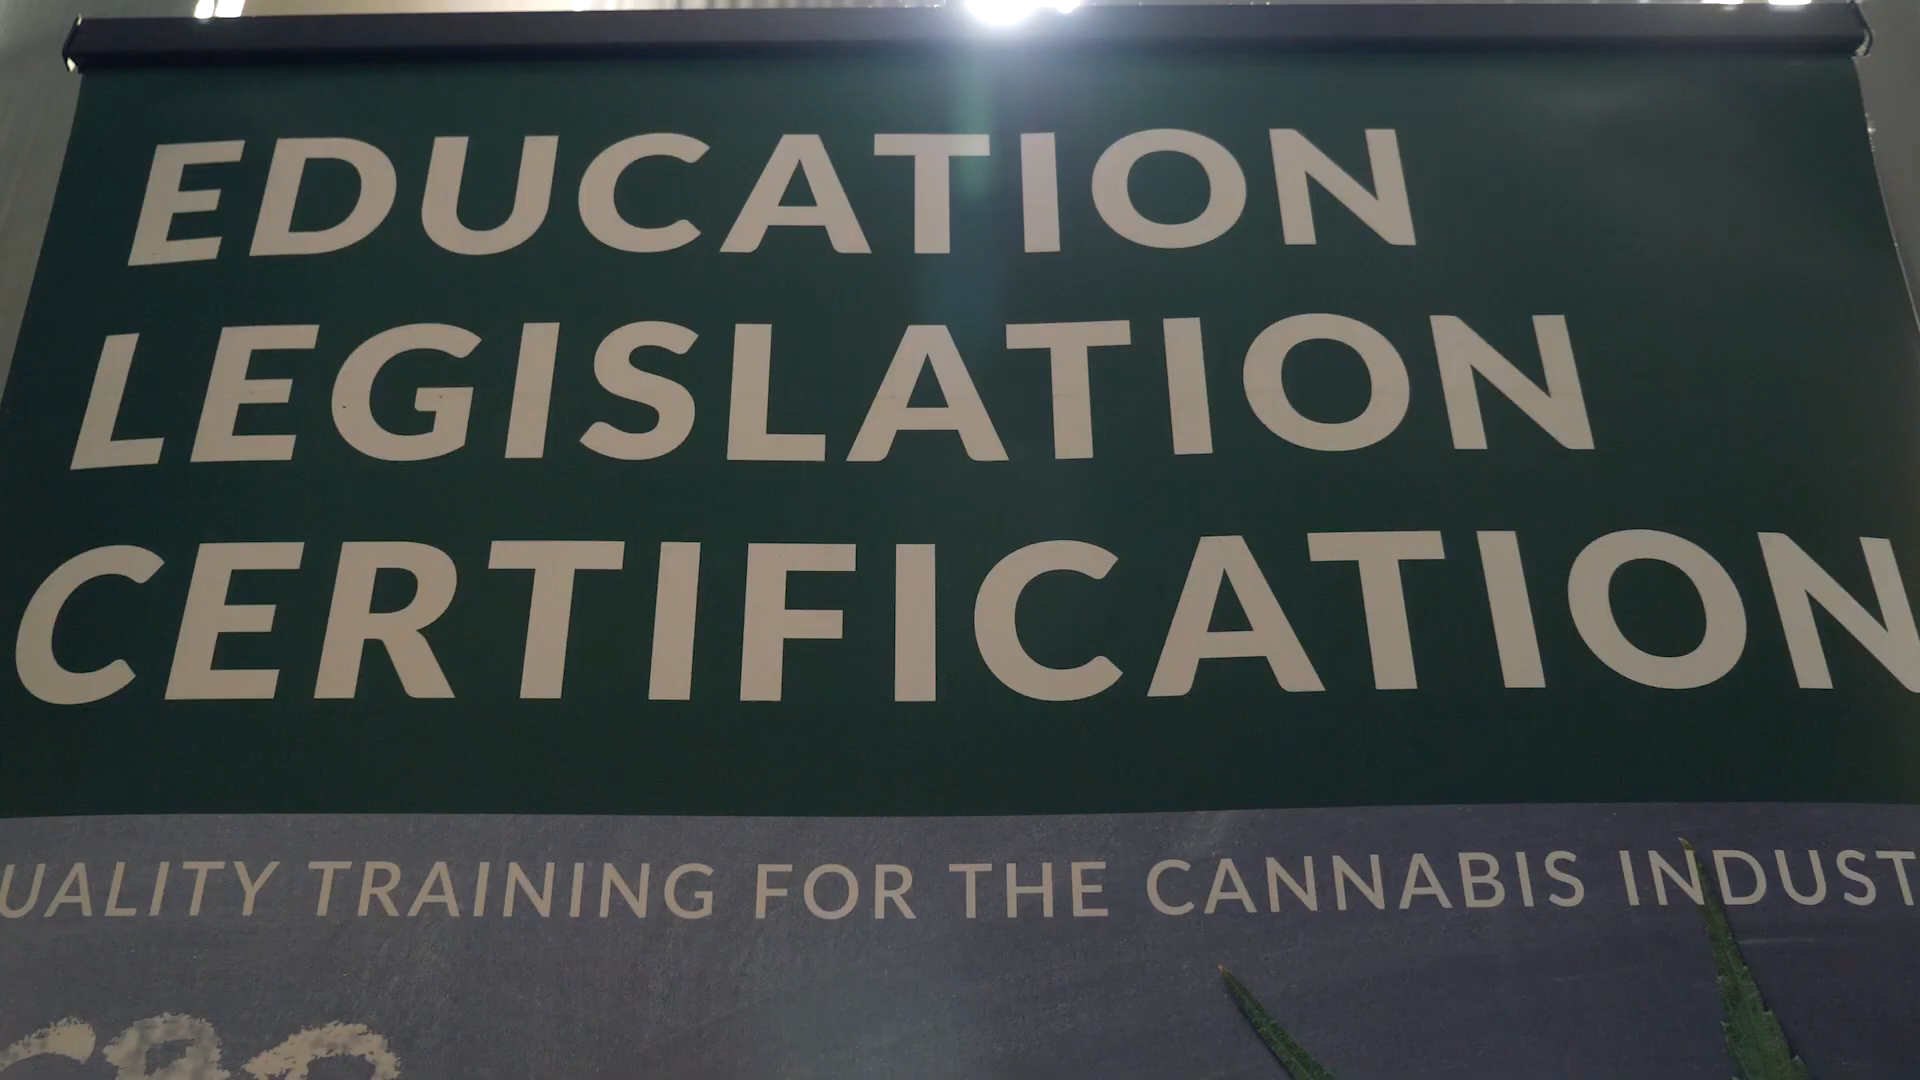 EDUCATION
LEGISLATION
CERTIFICATION
UALITY TRAINING FOR THE CANNABIS INDUST